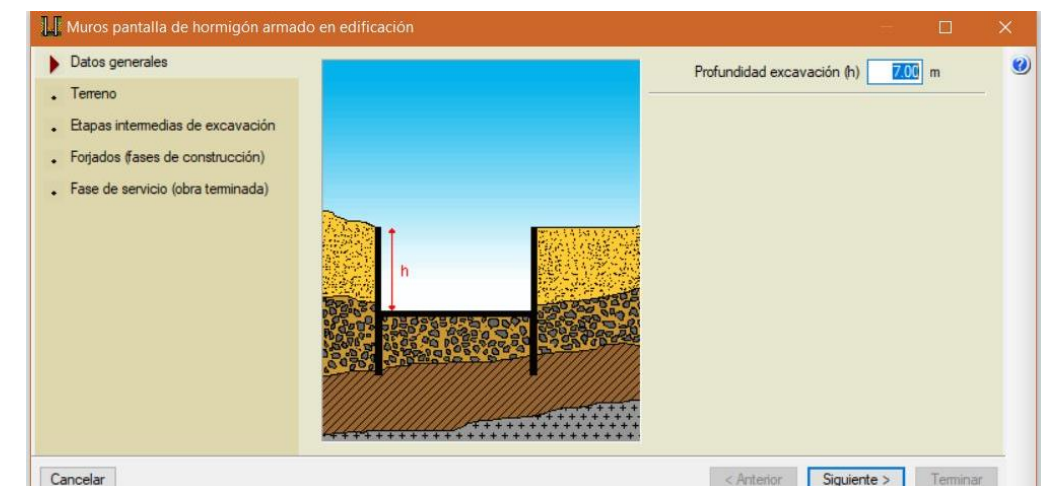 Muros pantalla de hormigón armado en edificación
Datos generales
Terreno
Etapas intermedias de excavación
Forjados (fases de construcción)
Fase de servicio (obra terminada)
Profundidad excavación (h) 7.00 m
h
Cancelar
< Anterior Siguiente > Terminar